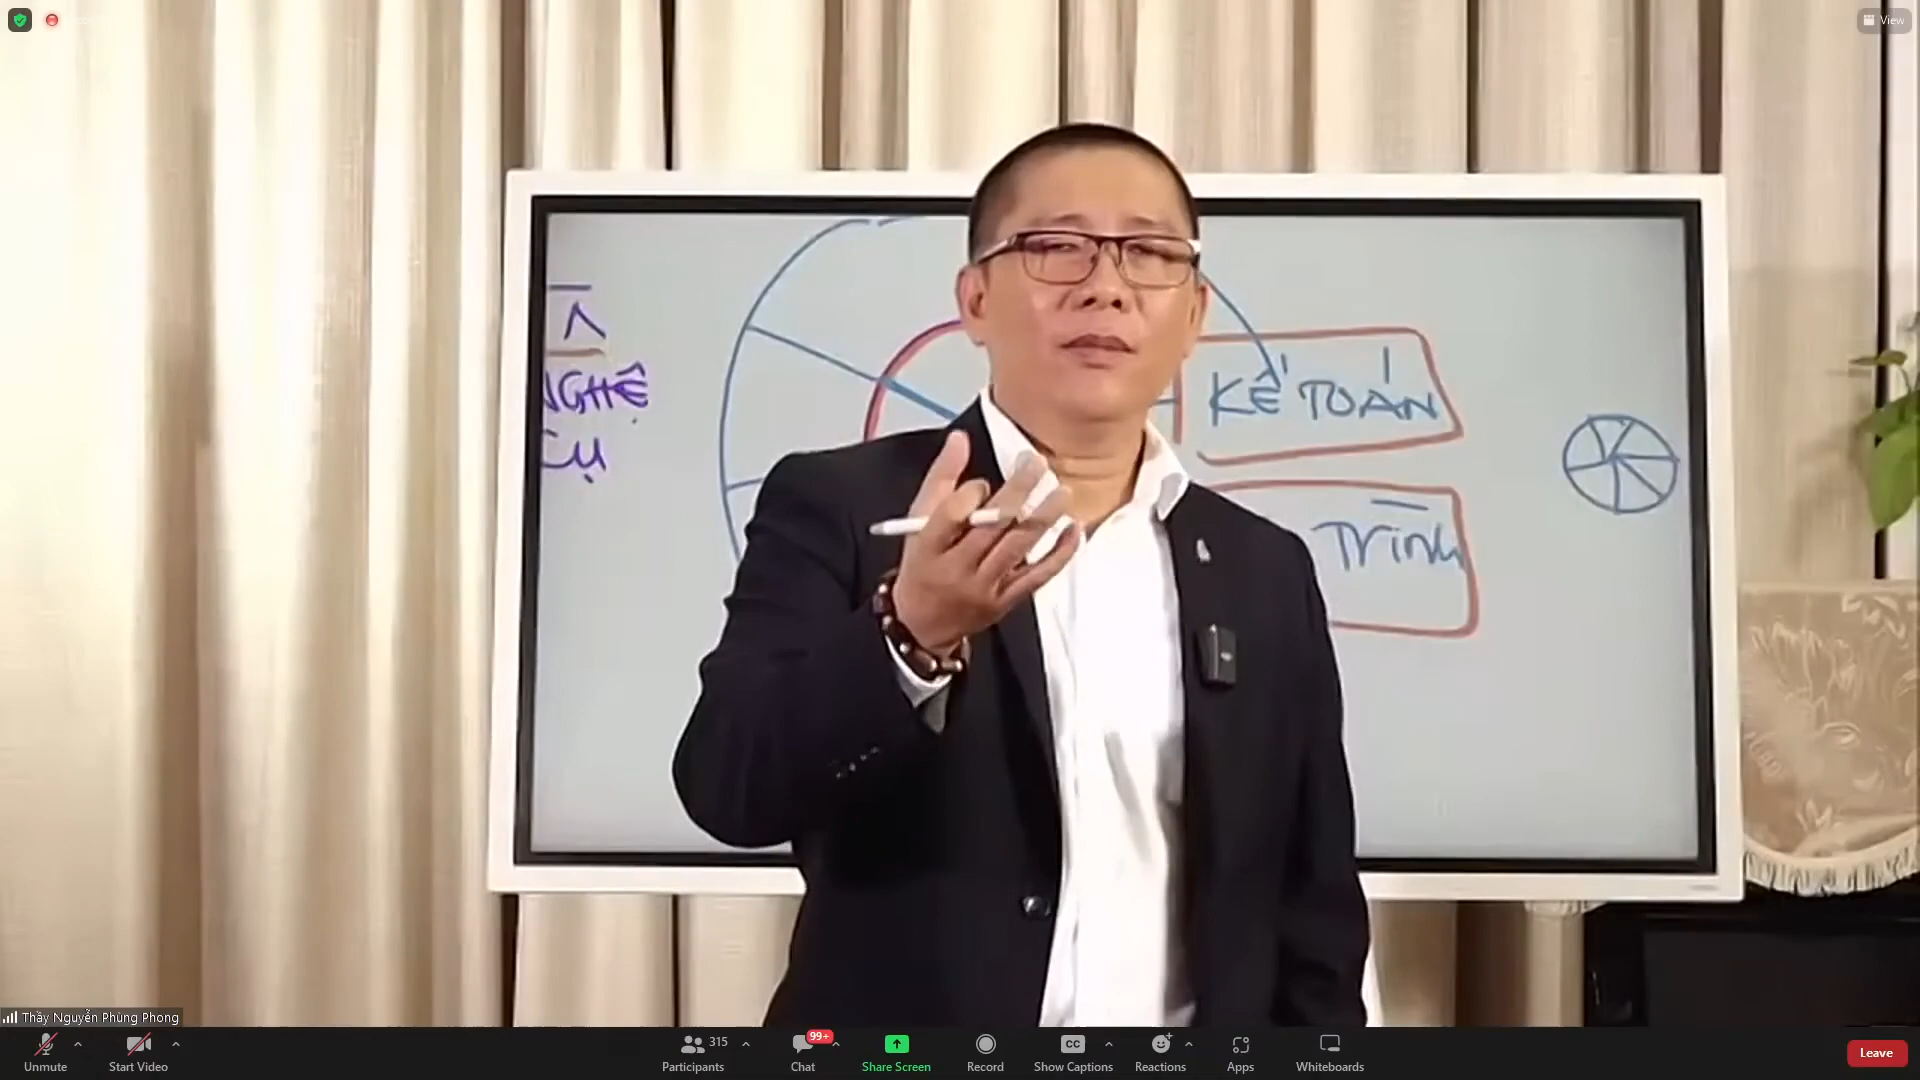 View
NGHỆ
CỤ
KẾ TOÁN
Trình
Thầy Nguyễn Phùng Phong
Unmute
Start Video
315
Participants
99+
Chat
Share Screen
Record
CC
Show Captions
Reactions
Apps
Whiteboards
Leave